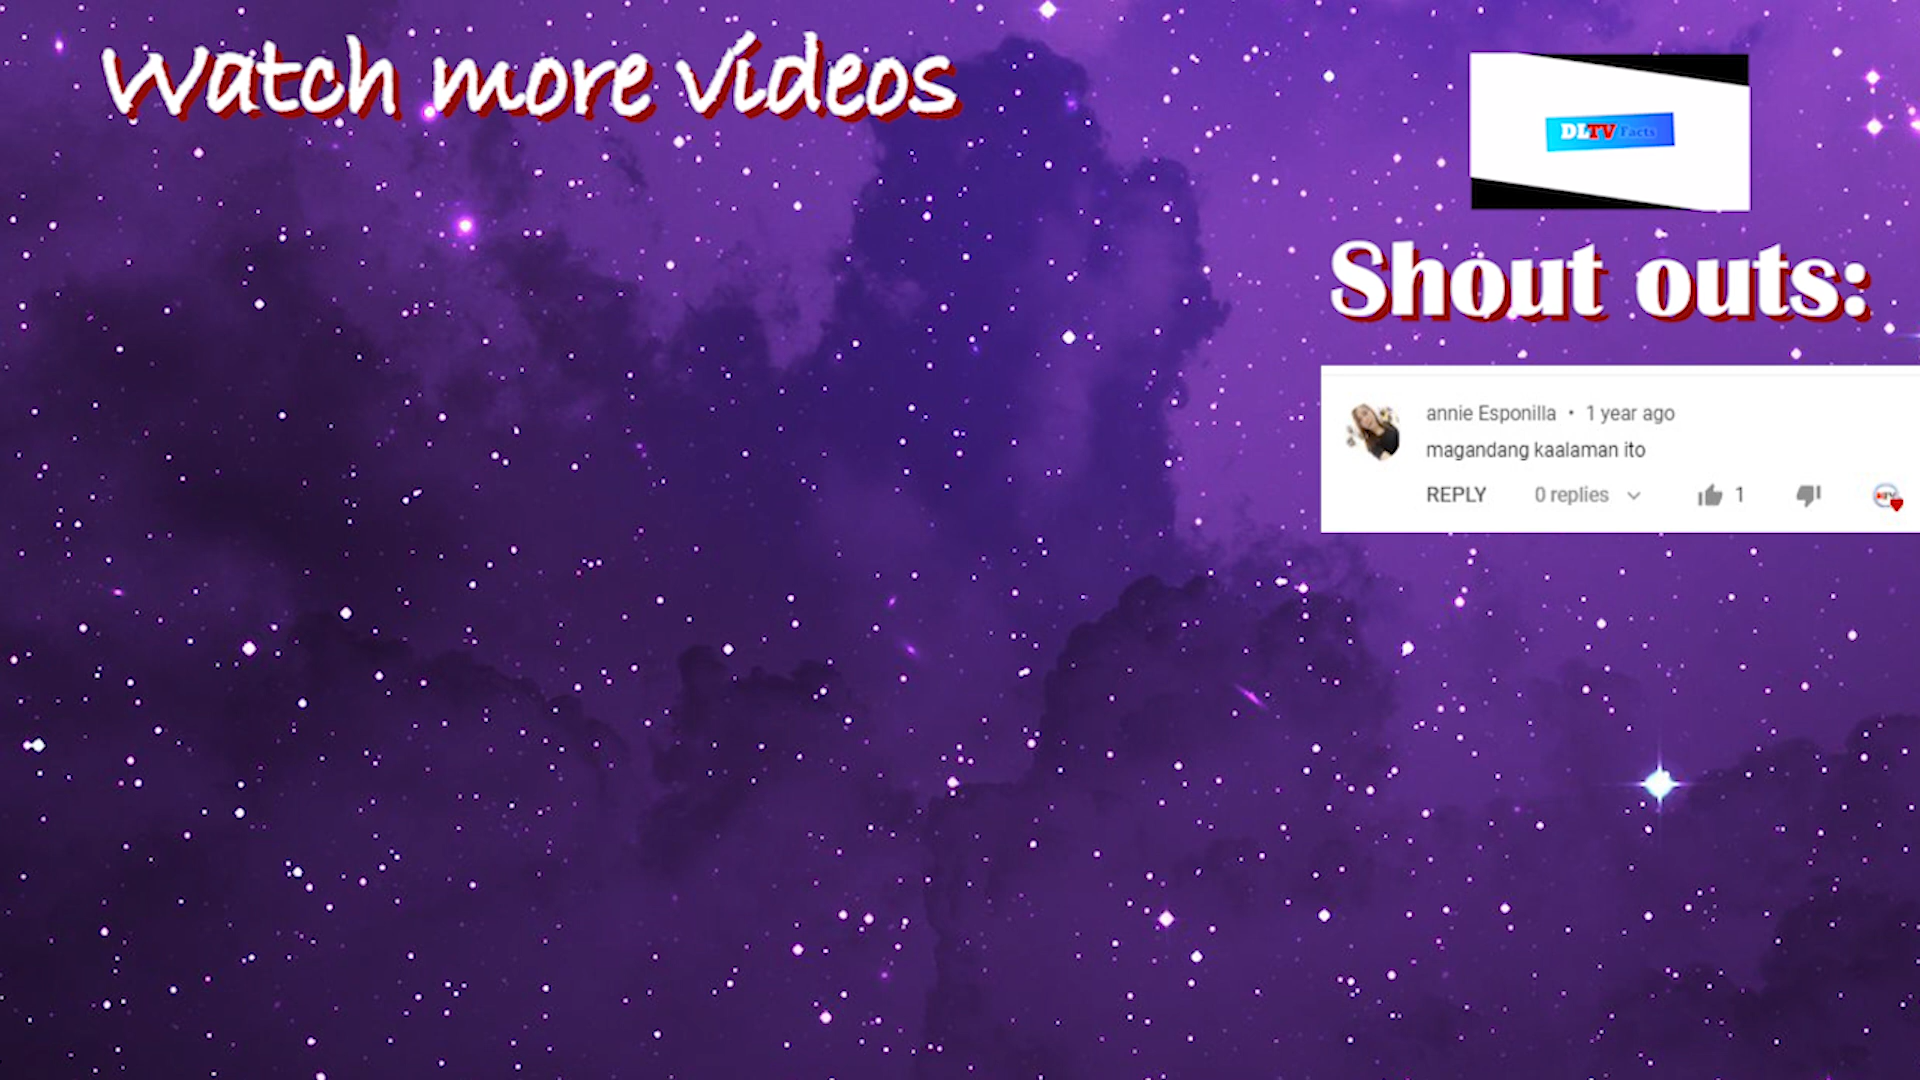 Watch more videos
DLTV Facts
Shout outs:
annie Esponilla • 1 year ago
magandang kaalaman ito
REPLY 0 replies 1